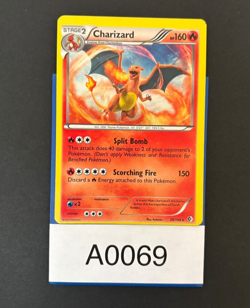 STAGE 2 Charizard HP160
Split Bomb
This attack does 40 damage to 2 of your opponent's
Pokémon. (Don't apply Weakness and Resistance for
Benched Pokémon.)
Scorching Fire 150
Discard a Energy attached to this Pokémon.
A0069